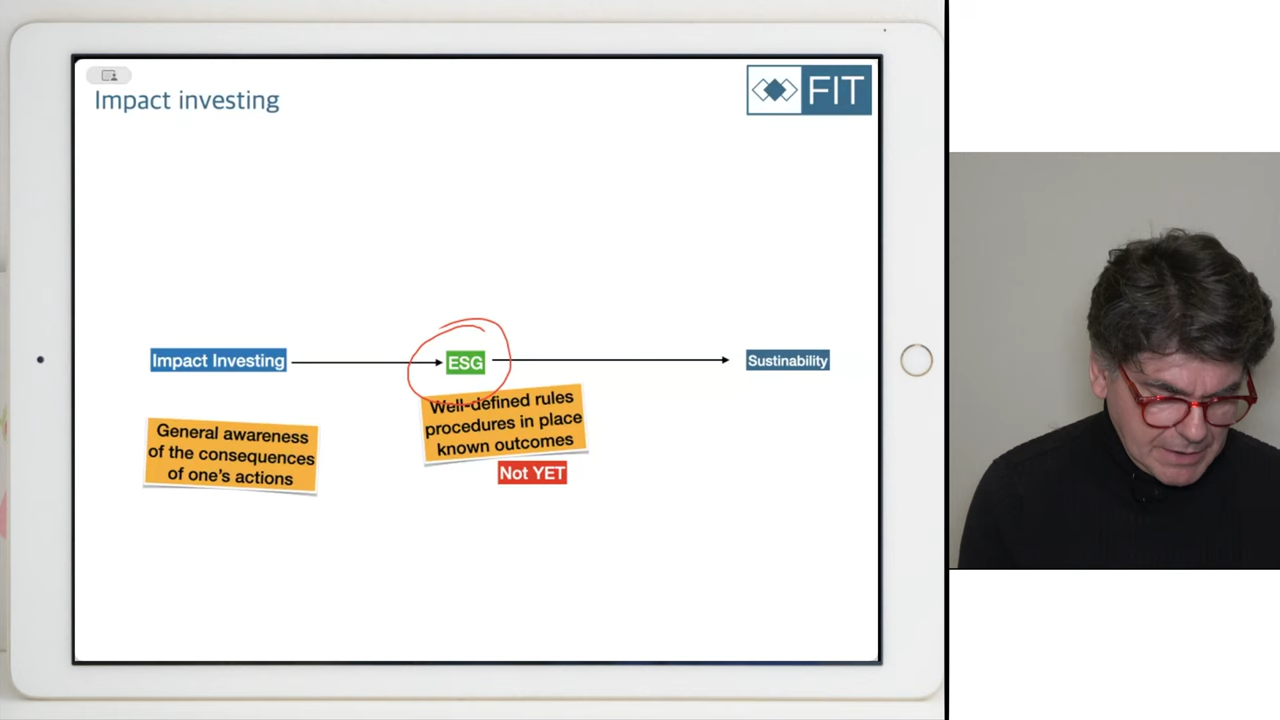 Impact investing
FIT
Impact Investing
ESG
Sustinability
General awareness
of the consequences
of one's actions
Well-defined rules
procedures in place
known outcomes
Not YET